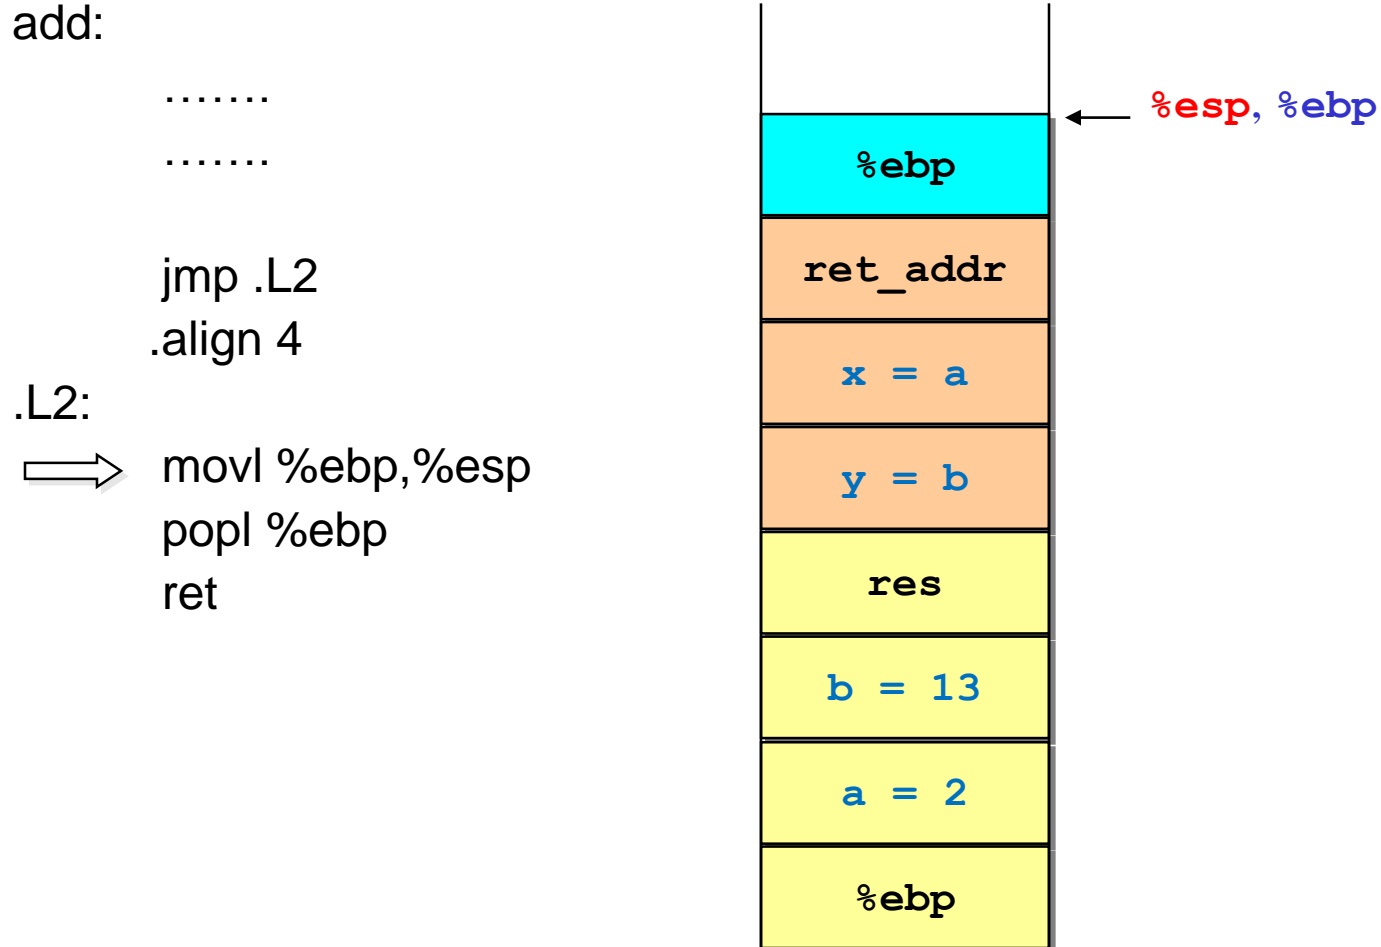 add:
…….
…….
jmp .L2
.align 4
.L2:
movl %ebp,%esp
popl %ebp
ret
%esp, %ebp
%ebp
ret_addr
x = a
y = b
res
b = 13
a = 2
%ebp